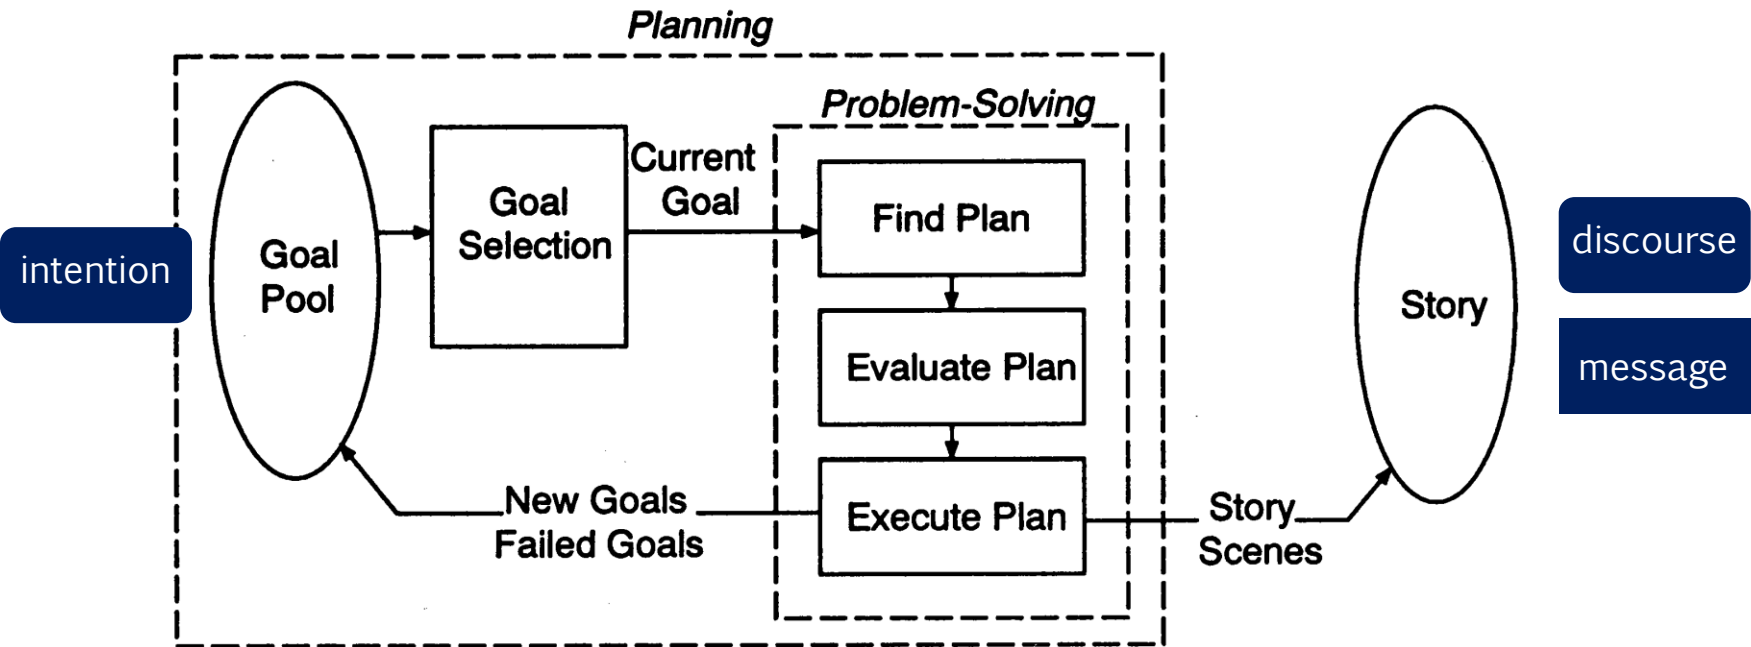 Planning
Problem-Solving
intention
Goal
Pool
Goal
Selection
Current
Goal
Find Plan
Evaluate Plan
Execute Plan
New Goals
Failed Goals
Story
Scenes
Story
discourse
message